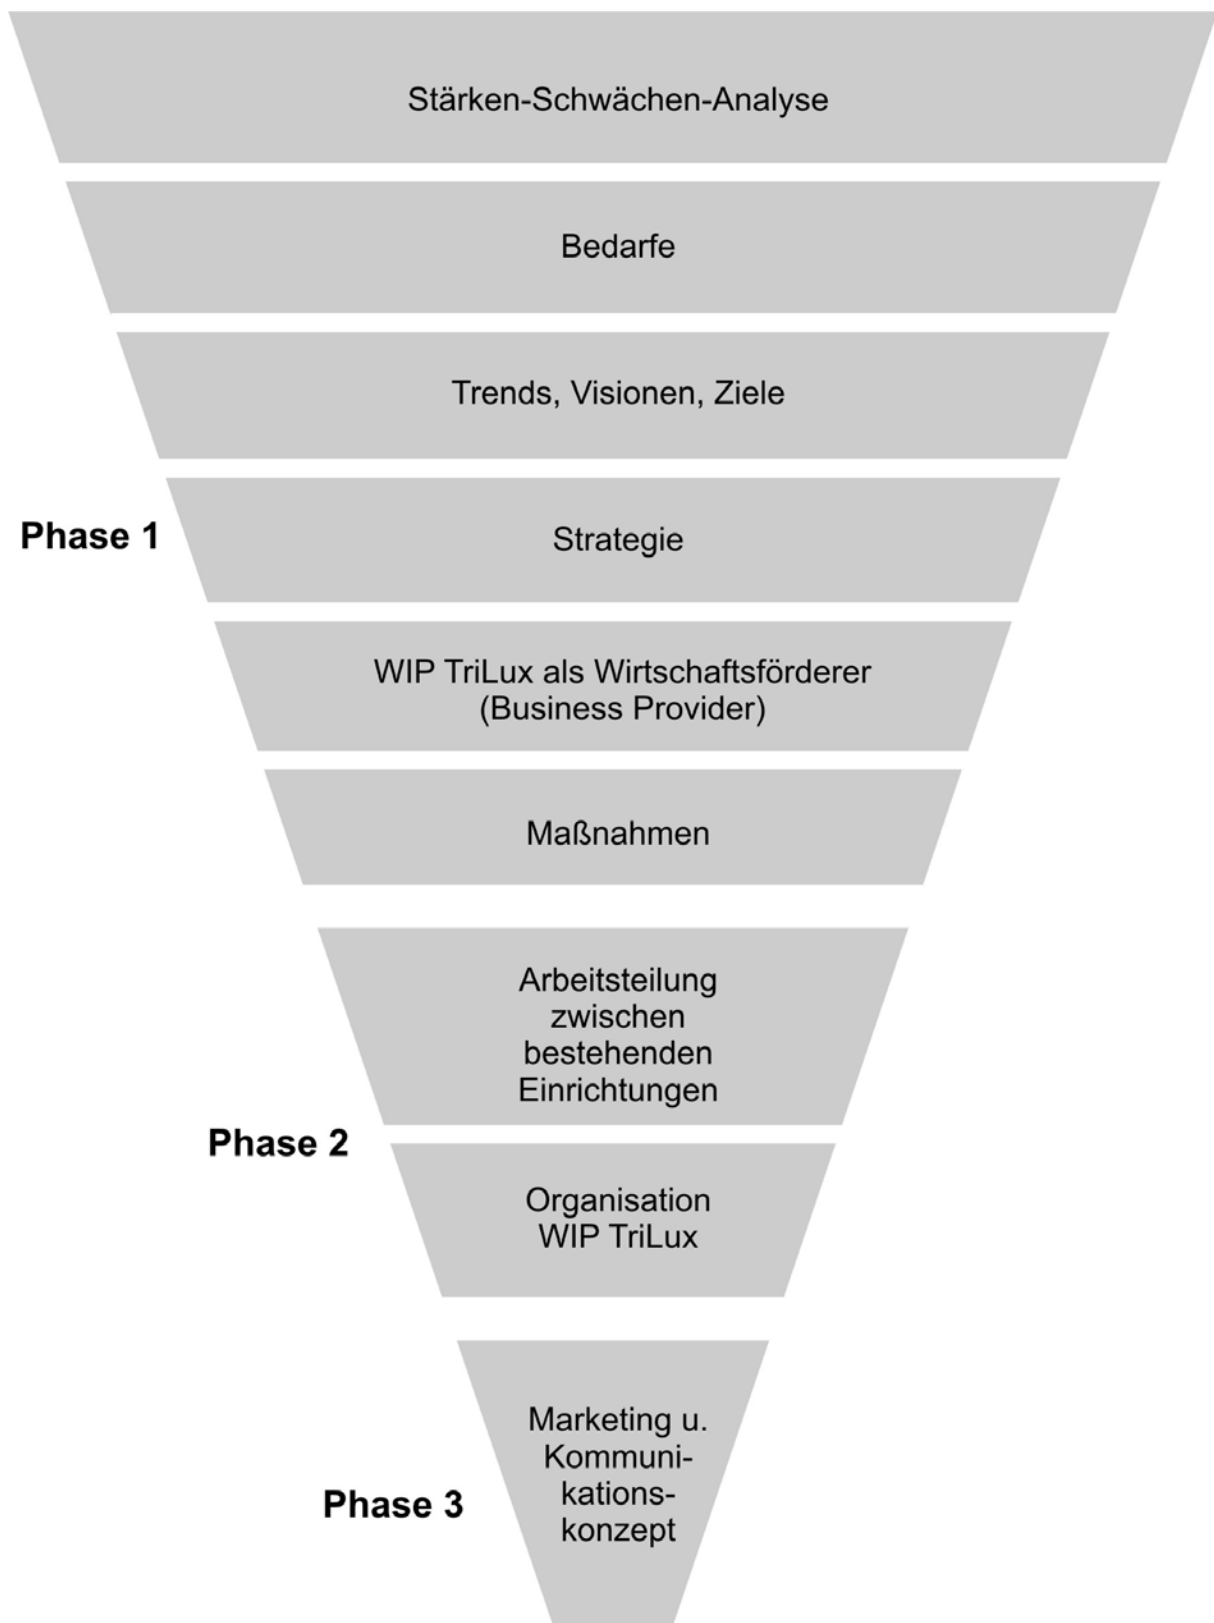 Stärken-Schwächen-Analyse
Bedarfe
Trends, Visionen, Ziele
Phase 1
Strategie
WIP TriLux als Wirtschaftsförderer
(Business Provider)
Maßnahmen
Arbeitsteilung
zwischen
bestehenden
Einrichtungen
Phase 2
Organisation
WIP TriLux
Marketing u.
Kommuni-
kations-
konzept
Phase 3